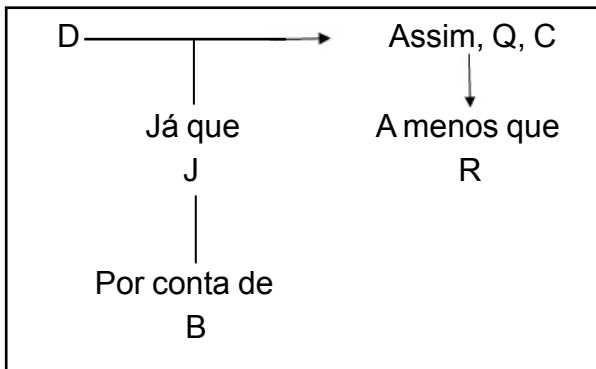 D Assim, Q, C
Já que A menos que
J R
Por conta de
B